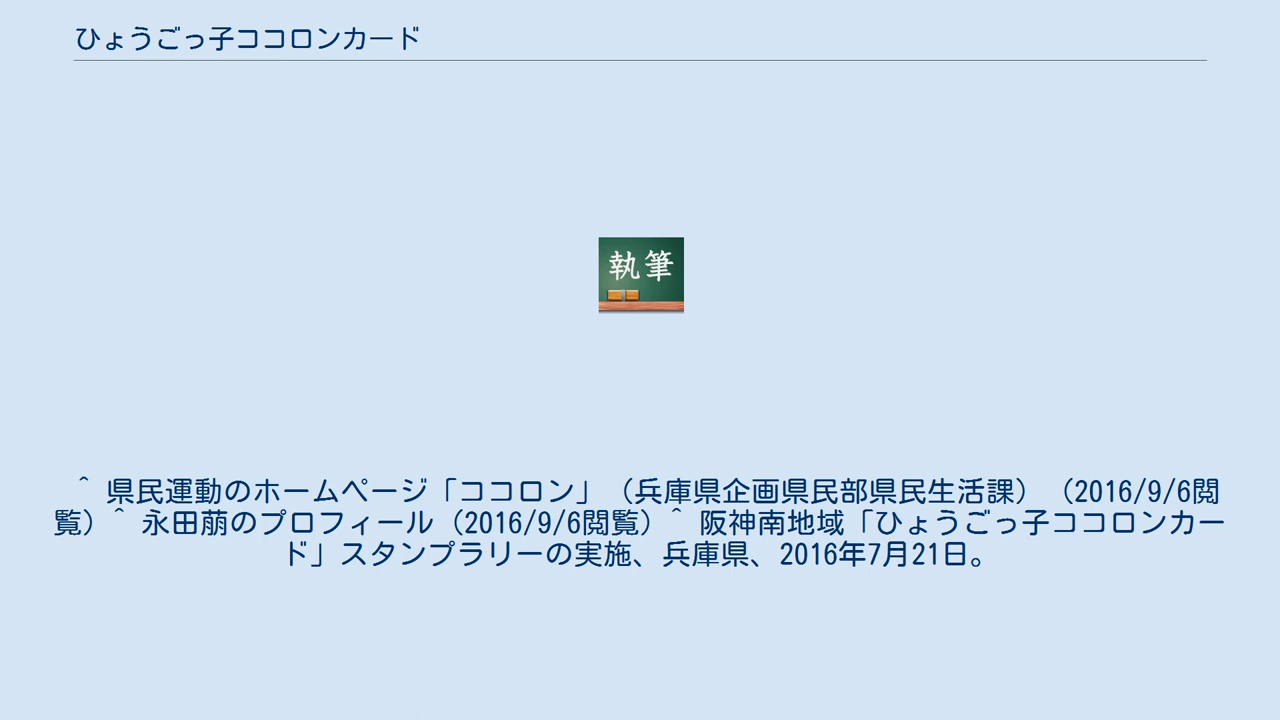 ひょうごっ子ココロンカード
執筆
^ 県民運動のホームページ「ココロン」（兵庫県企画県民部県民生活課）（2016/9/6閲
覧）^ 永田萠のプロフィール（2016/9/6閲覧）^ 阪神南地域「ひょうごっ子ココロンカー
ド」スタンプラリーの実施、兵庫県、2016年7月21日。